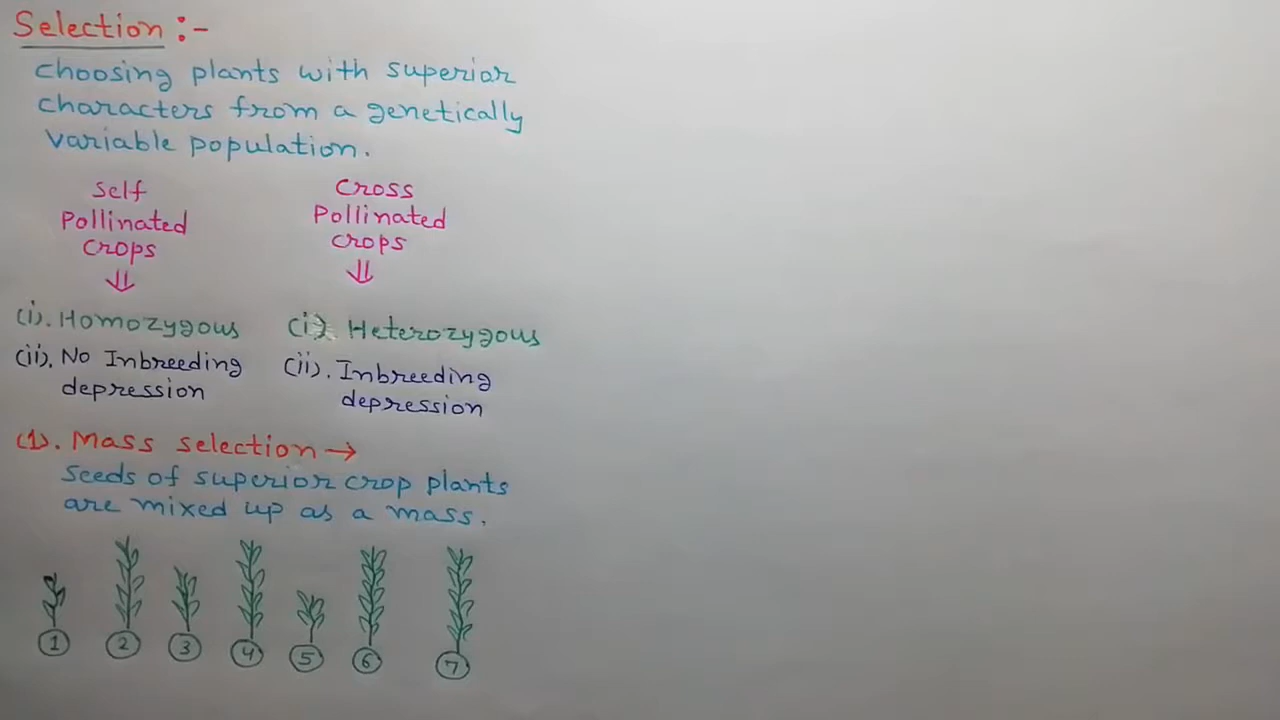 Selection :-
choosing plants with superior
characters from a genetically
variable population.
Self
Pollinated
crops
⇓
(i). Homozygous
(ii). No Inbreeding
depression
Cross
Pollinated
crops
⇓
(i) Heterozygous
(ii). Inbreeding
depression
(1). Mass selection →
Seeds of superior crop plants
are mixed up as a mass.
1 2 3 4 5 6 7